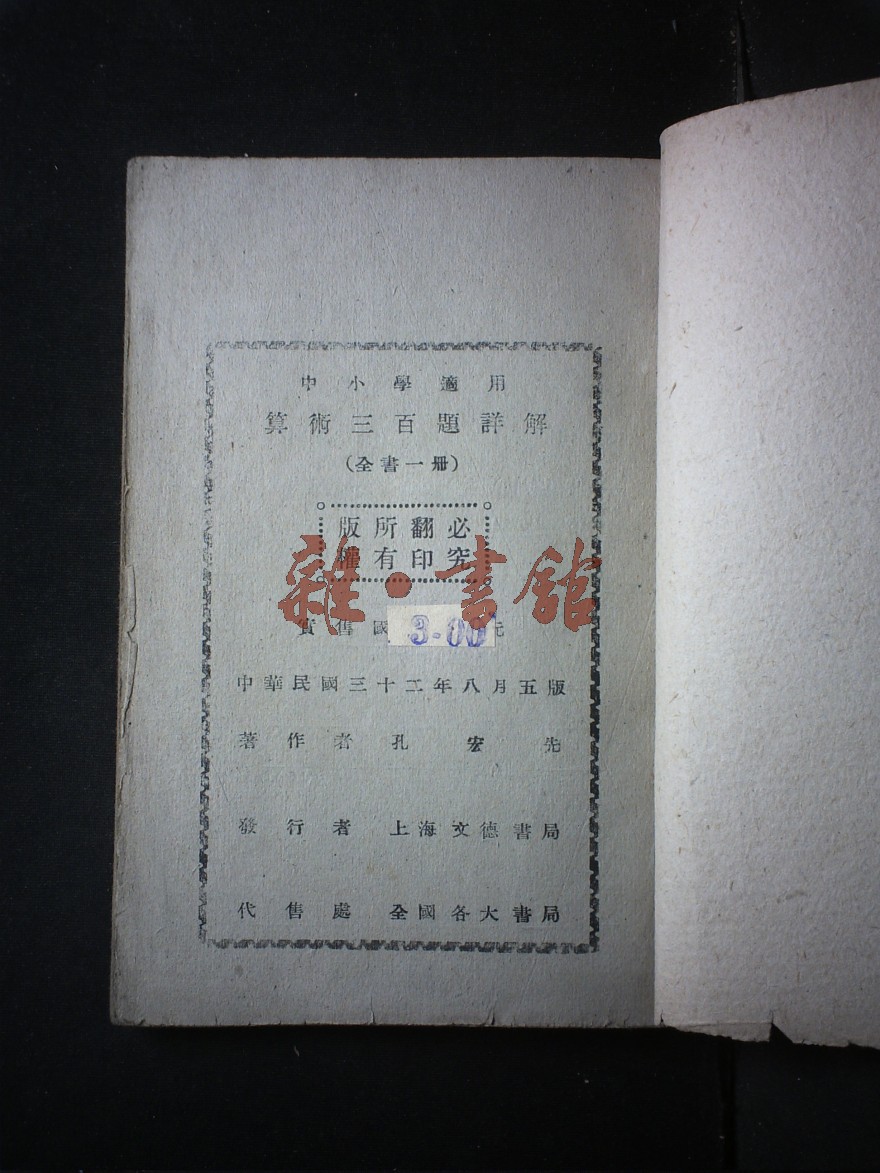 中小學適用
算術三百題詳解
（全書一册）
版權所有
翻印必究
雜·書館
實售國 3.00 元
中華民國三十二年八月五版
著作者 孔宏先
發行者 上海文德書局
代售處 全國各大書局